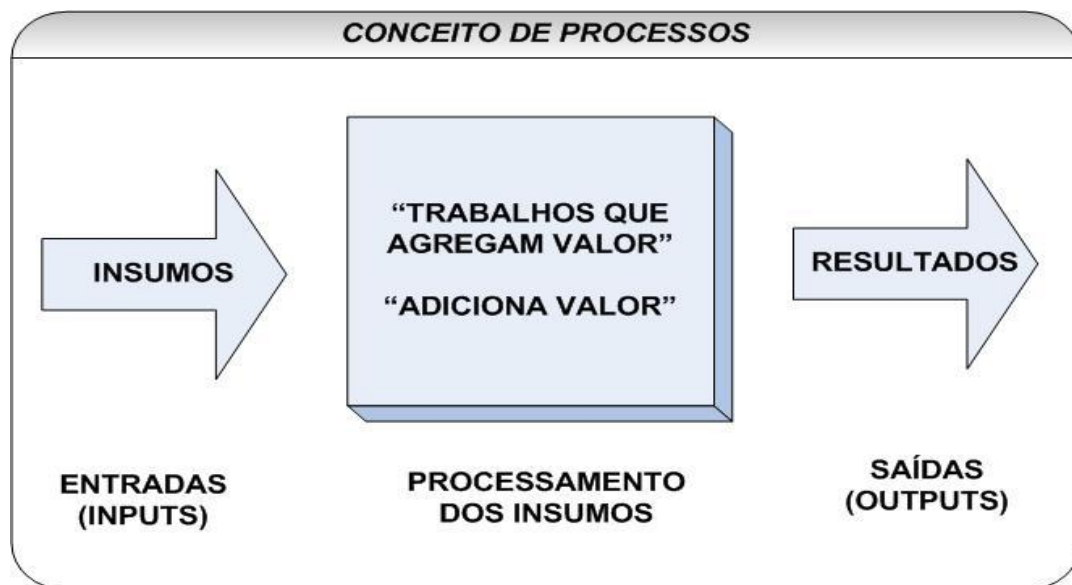 CONCEITO DE PROCESSOS
INSUMOS
“TRABALHOS QUE
AGREGAM VALOR”
“ADICIONA VALOR”
RESULTADOS
ENTRADAS
(INPUTS)
PROCESSAMENTO
DOS INSUMOS
SAÍDAS
(OUTPUTS)